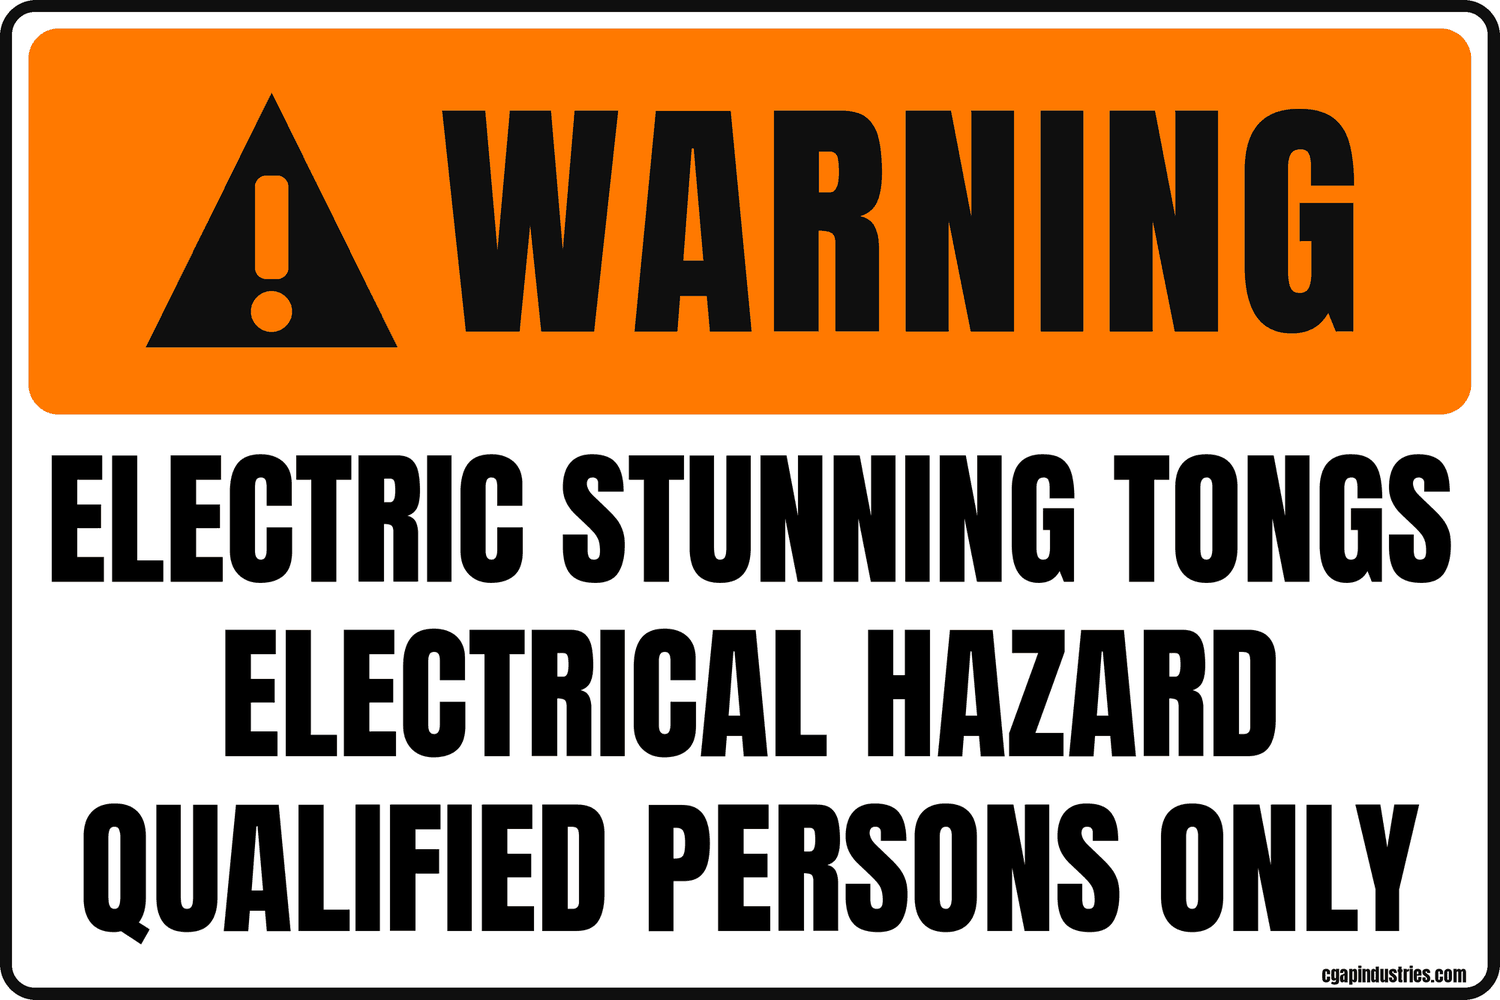 WARNING
ELECTRIC STUNNING TONGS
ELECTRICAL HAZARD
QUALIFIED PERSONS ONLY
cgapindustries.com